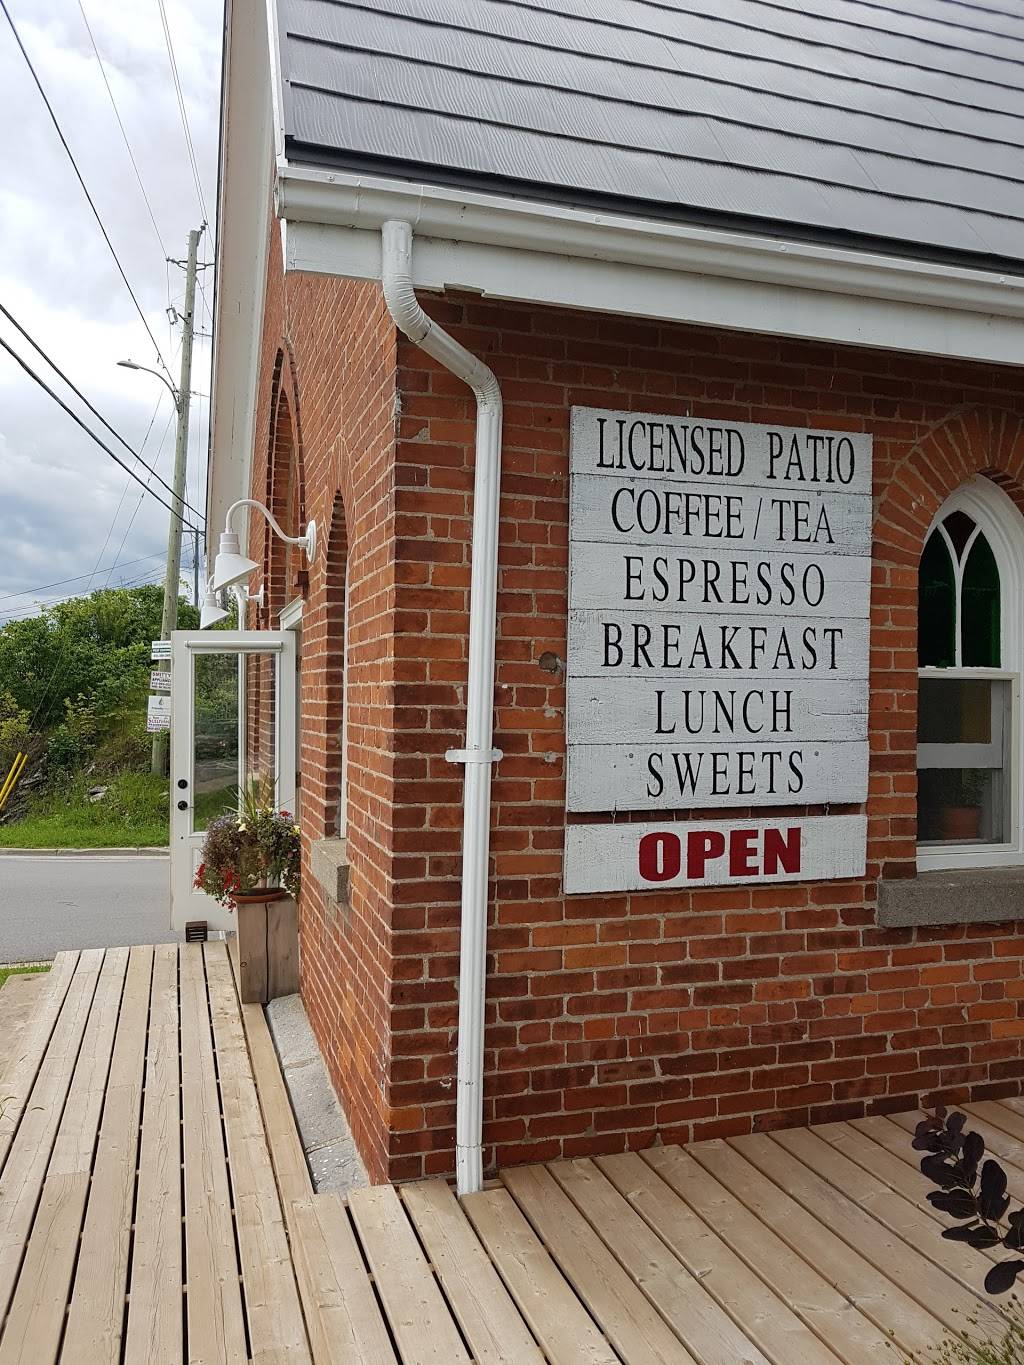 LICENSED PATIO
COFFEE / TEA
ESPRESSO
BREAKFAST
LUNCH
SWEETS
OPEN